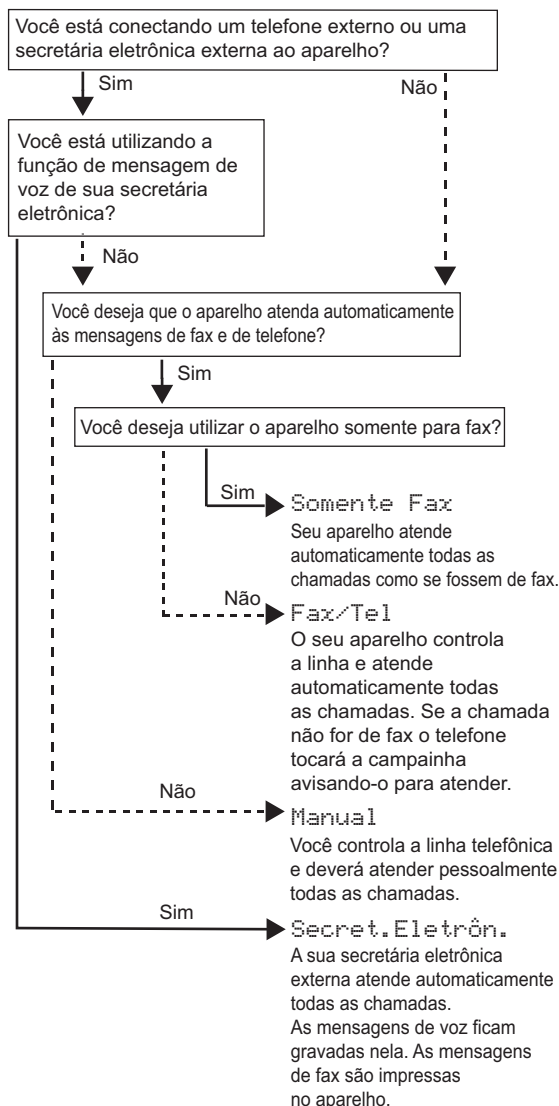 Você está conectando um telefone externo ou uma
secretária eletrônica externa ao aparelho?
Sim
Não
Você está utilizando a
função de mensagem de
voz de sua secretária
eletrônica?
Não
Você deseja que o aparelho atenda automaticamente
às mensagens de fax e de telefone?
Sim
Você deseja utilizar o aparelho somente para fax?
Sim
Somente Fax
Seu aparelho atende
automaticamente todas as
chamadas como se fossem de fax.
Não
Fax/Tel
O seu aparelho controla
a linha e atende
automaticamente todas
as chamadas. Se a chamada
não for de fax o telefone
tocará a campainha
avisando-o para atender.
Não
Manual
Você controla a linha telefônica
e deverá atender pessoalmente
todas as chamadas.
Sim
Secret.Eletrôn.
A sua secretária eletrônica
externa atende automaticamente
todas as chamadas.
As mensagens de voz ficam
gravadas nela. As mensagens
de fax são impressas
no aparelho.